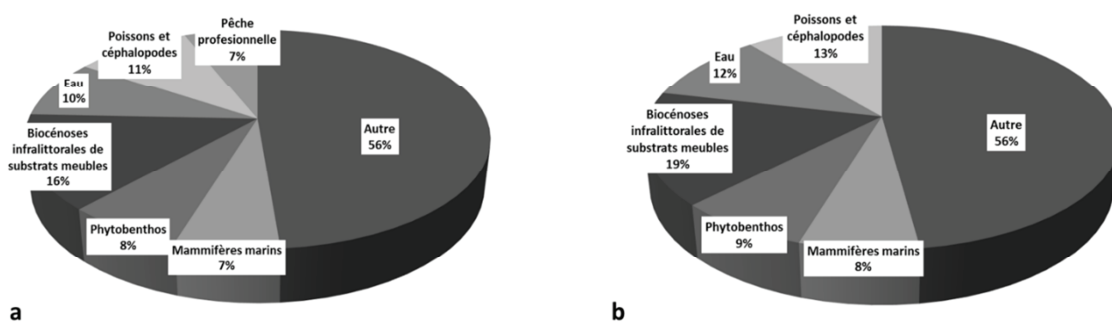 Pêche
profesionnelle
7%
Poissons et
céphalopodes
11%
Eau
10%
Biocénoses
infralittorales de
substrats meubles
16%
Phytobenthos
8%
Mammifères marins
7%
Autre
56%
a
Poissons et
céphalopodes
13%
Eau
12%
Biocénoses
infralittorales de
substrats meubles
19%
Phytobenthos
9%
Mammifères marins
8%
Autre
56%
b